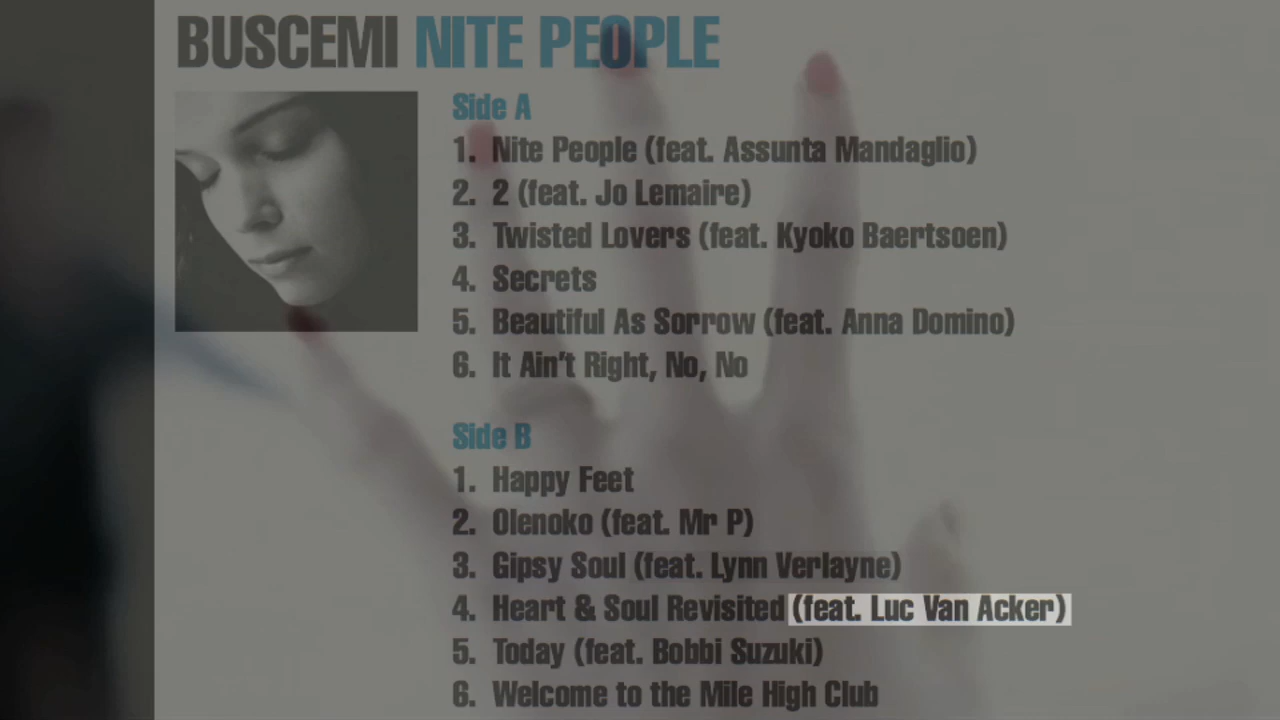 BUSCEMI NITE PEOPLE
Side A
1. Nite People (feat. Assunta Mandaglio)
2. 2 (feat. Jo Lemaire)
3. Twisted Lovers (feat. Kyoko Baertsoen)
4. Secrets
5. Beautiful As Sorrow (feat. Anna Domino)
6. It Ain't Right, No, No
Side B
1. Happy Feet
2. Olenoko (feat. Mr P)
3. Gipsy Soul (feat. Lynn Verlayne)
4. Heart & Soul Revisited (feat. Luc Van Acker)
5. Today (feat. Bobbi Suzuki)
6. Welcome to the Mile High Club